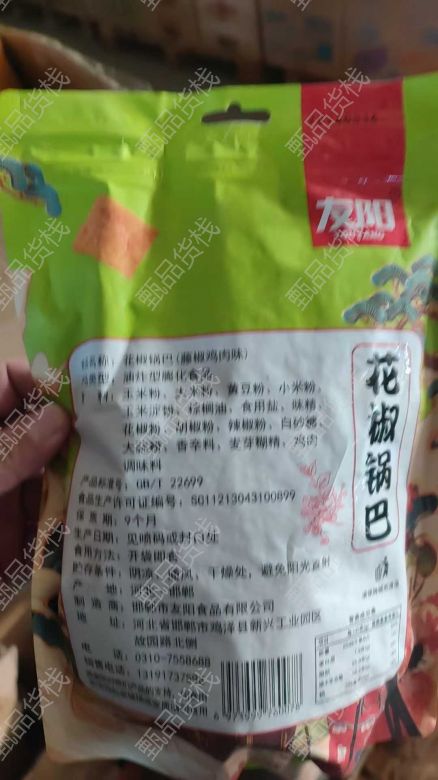 友阳
YOUYANG
花椒锅巴
品名称：花椒锅巴(藤椒鸡肉味)
品类型：油炸型膨化食品
玉米粉、黄豆粉、小米粉、
玉米淀粉、棕榈油、食用盐、味精、
花椒粉、胡椒粉、辣椒粉、白砂糖、
大蒜粉、香辛料、麦芽糊精、鸡肉
调味料
产品标准号：GB/T 22699
食品生产许可证编号：SC11213043100899
保质期：9个月
生产日期：见喷码或封口处
食用方法：开袋即食
贮存条件：阴凉、通风、干燥处，避免阳光直射
产地：河北 邯郸
制造商：邯郸市友阳食品有限公司
地址：河北省邯郸市鸡泽县新兴工业园区
故园路北侧
电话：0310-7558688
销售电话：1319173758
甄品货栈